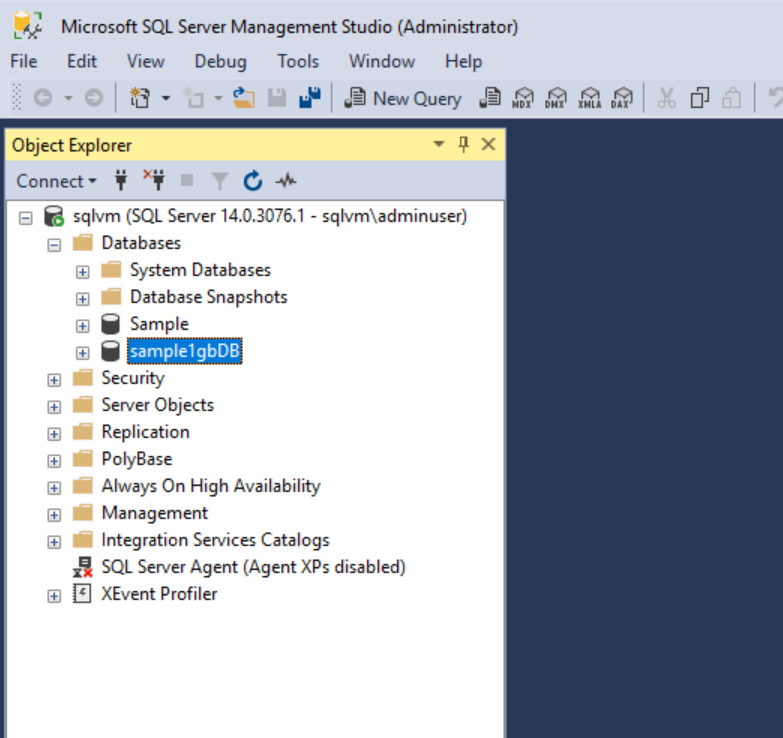 Microsoft SQL Server Management Studio (Administrator)
File Edit View Debug Tools Window Help
New Query MDX DMX XMLA DAX
Object Explorer
Connect
sqlvm (SQL Server 14.0.3076.1 - sqlvm\adminuser)
Databases
System Databases
Database Snapshots
Sample
sample1gbDB
Security
Server Objects
Replication
PolyBase
Always On High Availability
Management
Integration Services Catalogs
SQL Server Agent (Agent XPs disabled)
XEvent Profiler